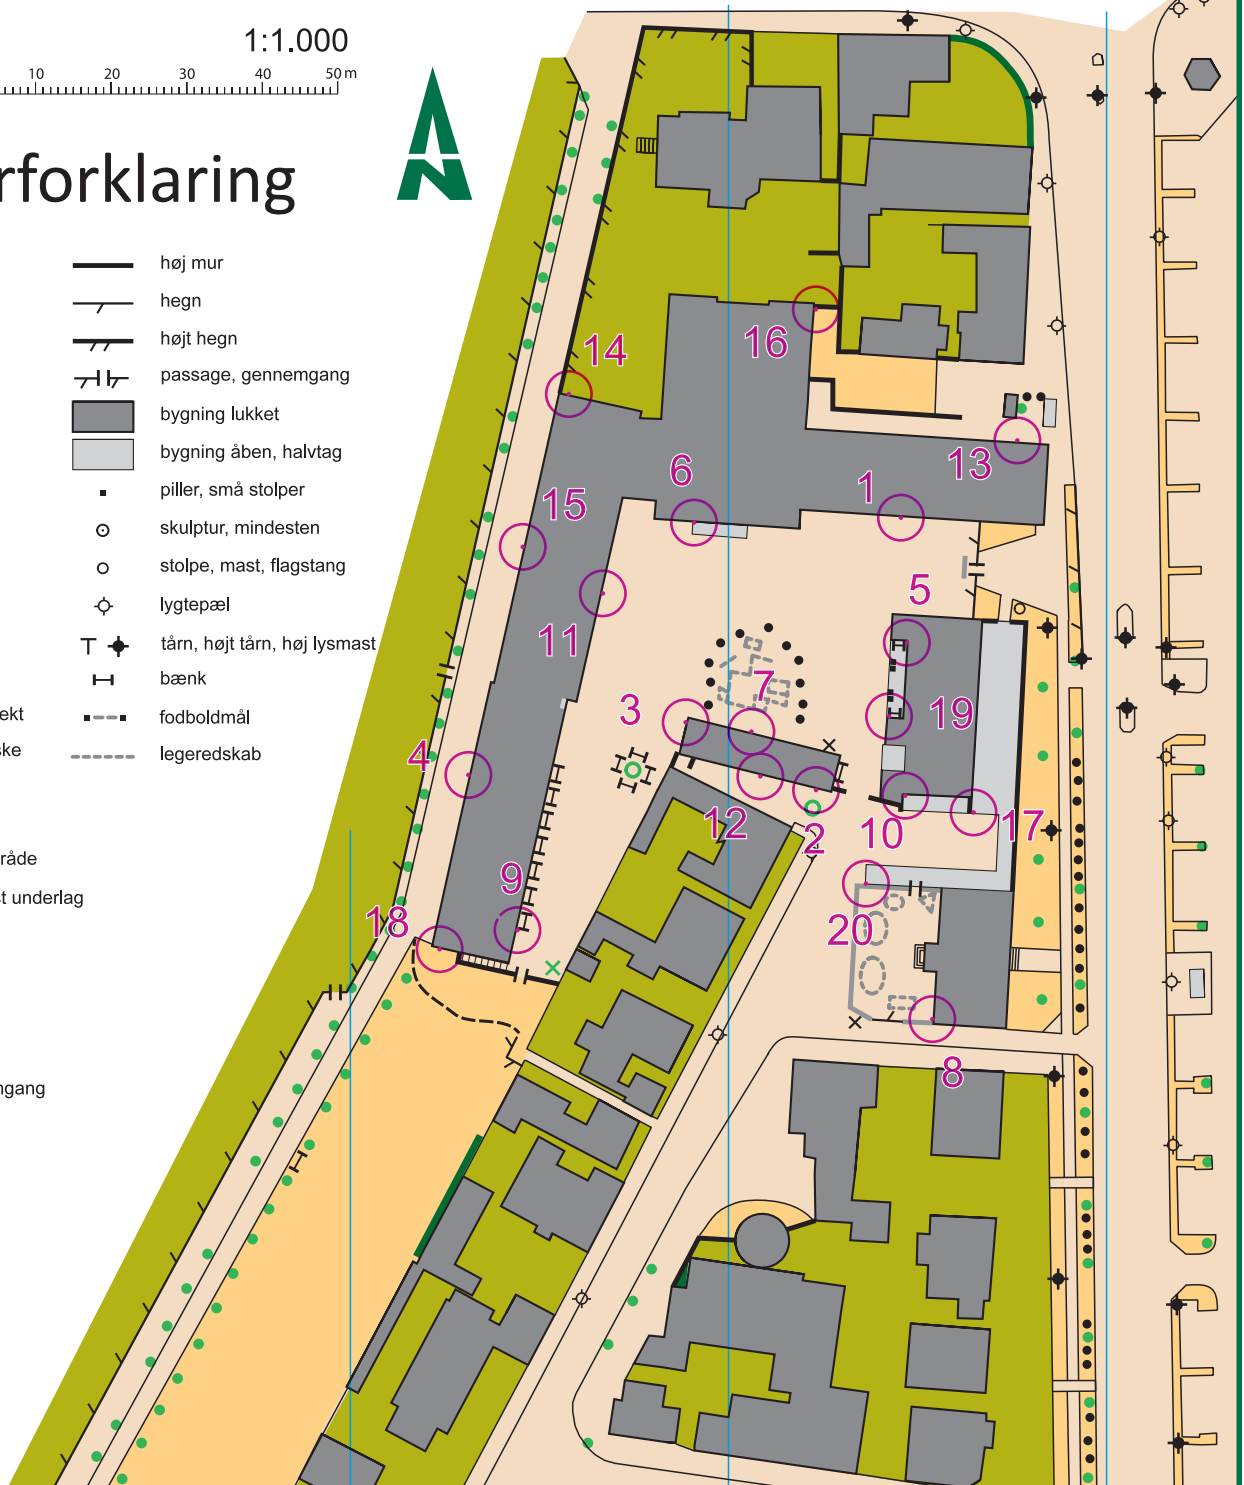 1:1.000
10 20 30 40 50 m
rforklaring
høj mur
hegn
højt hegn
passage, gennemgang
bygning lukket
bygning åben, halvtag
piller, små stolper
skulptur, mindesten
stolpe, mast, flagstang
lygtepæl
tårn, højt tårn, høj lysmast
bænk
ekt
fodboldmål
ske
legeredskab
råde
t underlag
ngang
16
14
13
6
1
15
5
11
7
3
19
4
12
2
10
17
9
18
20
8